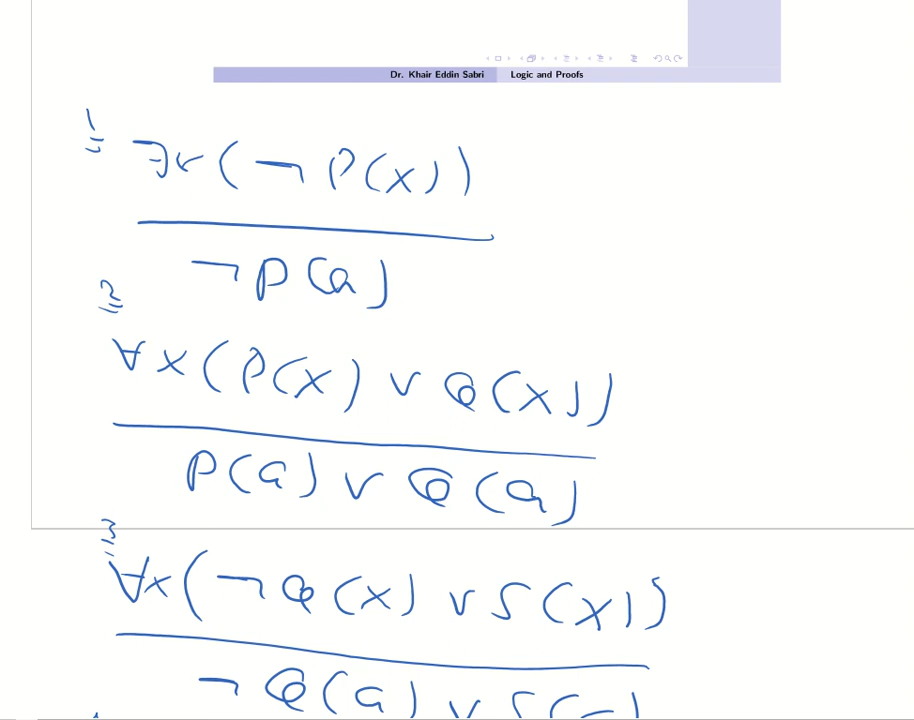 Dr. Khair Eddin Sabri Logic and Proofs
1
∃x (¬ P(x))
¬ P(a)
2
∀x (P(x) ∨ Q(x))
P(a) ∨ Q(a)
3
∀x (¬ Q(x) ∨ S(x))
¬ Q(a) ∨ S(a)